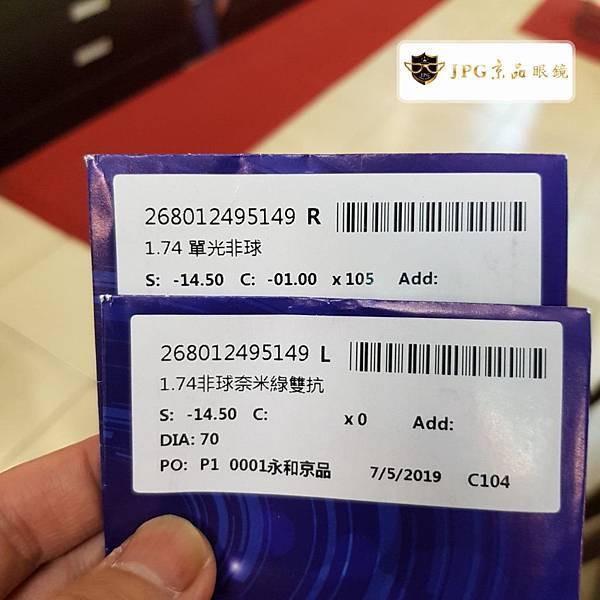 JPG京品眼鏡
268012495149 R
1.74 單光非球
S: -14.50 C: -01.00 x 105 Add:
268012495149 L
1.74非球奈米綠雙抗
S: -14.50 C: x 0 Add:
DIA: 70
PO: P1 0001永和京品 7/5/2019 C104